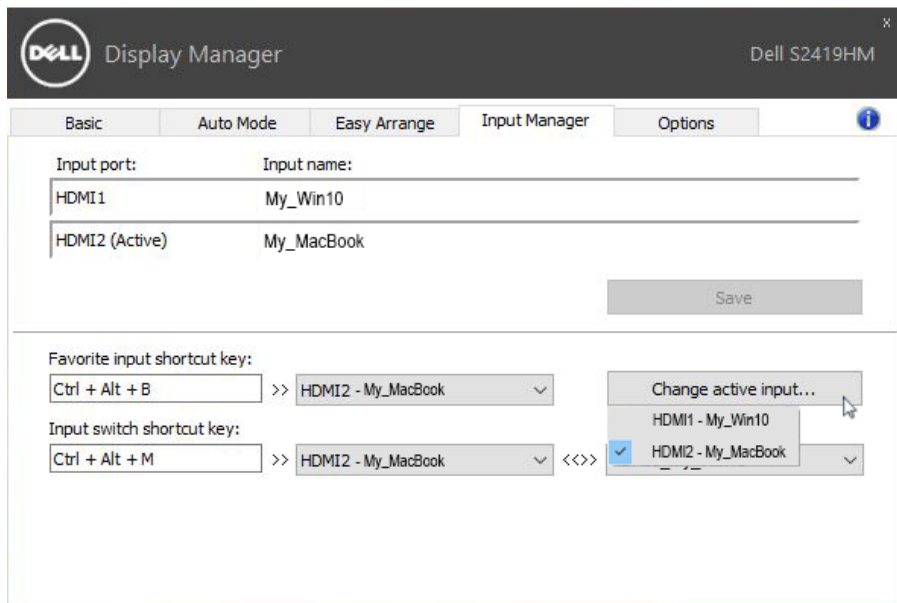 x
DELL Display Manager Dell S2419HM
Basic Auto Mode Easy Arrange Input Manager Options i
Input port: Input name:
HDMI1 My_Win10
HDMI2 (Active) My_MacBook
Save
Favorite input shortcut key:
Ctrl + Alt + B >> HDMI2 - My_MacBook Change active input...
HDMI1 - My_Win10
Input switch shortcut key:
Ctrl + Alt + M >> HDMI2 - My_MacBook <<>> HDMI2 - My_MacBook